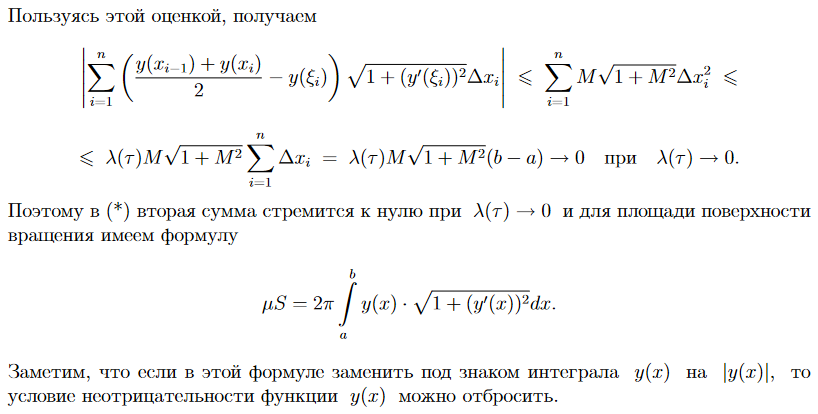 Пользуясь этой оценкой, получаем
$$\left|\sum_{i=1}^{n}\left(\frac{y(x_{i-1})+y(x_i)}{2}-y(\xi_i)\right)\sqrt{1+(y'(\xi_i))^2}\Delta x_i\right| \leqslant \sum_{i=1}^{n} M\sqrt{1+M^2}\Delta x_i^2 \leqslant$$
$$\leqslant \lambda(\tau)M\sqrt{1+M^2}\sum_{i=1}^{n}\Delta x_i = \lambda(\tau)M\sqrt{1+M^2}(b-a)\to 0 \quad \text{при} \quad \lambda(\tau)\to 0.$$
Поэтому в (*) вторая сумма стремится к нулю при $\lambda(\tau)\to 0$ и для площади поверхности
вращения имеем формулу
$$\mu S = 2\pi\int\limits_a^b y(x)\cdot\sqrt{1+(y'(x))^2}dx.$$
Заметим, что если в этой формуле заменить под знаком интеграла $y(x)$ на $|y(x)|$, то
условие неотрицательности функции $y(x)$ можно отбросить.